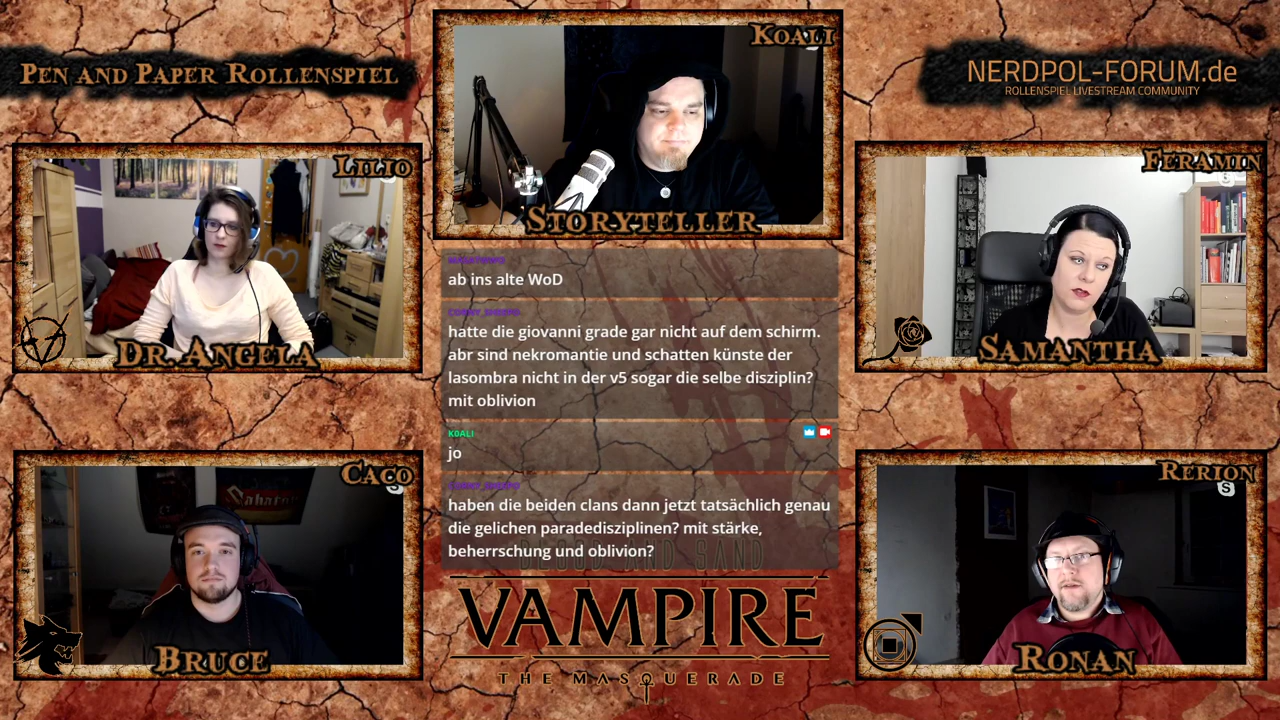 KOALI
PEN AND PAPER ROLLENSPIEL
NERDPOL-FORUM.de
ROLLENSPIEL LIVESTREAM COMMUNITY
LILIO
FERAMIN
STORYTELLER
ab ins alte WoD
hatte die giovanni grade gar nicht auf dem schirm.
abr sind nekromantie und schatten künste der
lasombra nicht in der v5 sogar die selbe disziplin?
mit oblivion
DR. ANGELA
SAMANTHA
KOALI
jo
CACO
RERION
Sabaton
haben die beiden clans dann jetzt tatsächlich genau
die gelichen paradedisziplinen? mit stärke,
beherrschung und oblivion?
BLOOD AND SAND
VAMPIRE
THE MASQUERADE
BRUCE
RONAN